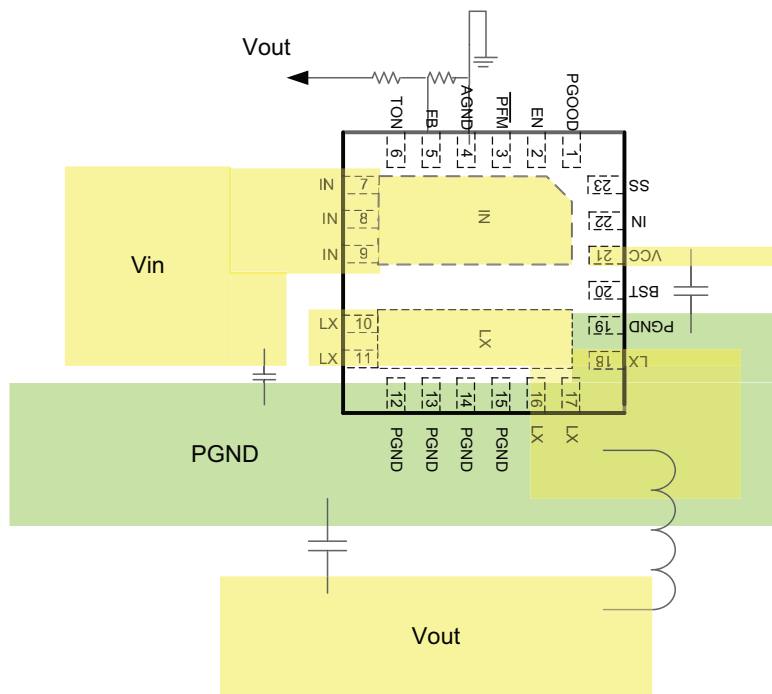 Vout
TON
FB
AGND
PFM
EN
PGOOD
6
5
4
3
2
1
IN 7
IN 8
IN 9
IN
23 SS
22 IN
21 VCC
20 BST
19 PGND
18 LX
Vin
LX 10
LX 11
LX
12
13
14
15
16
17
PGND
PGND
PGND
PGND
LX
LX
PGND
Vout